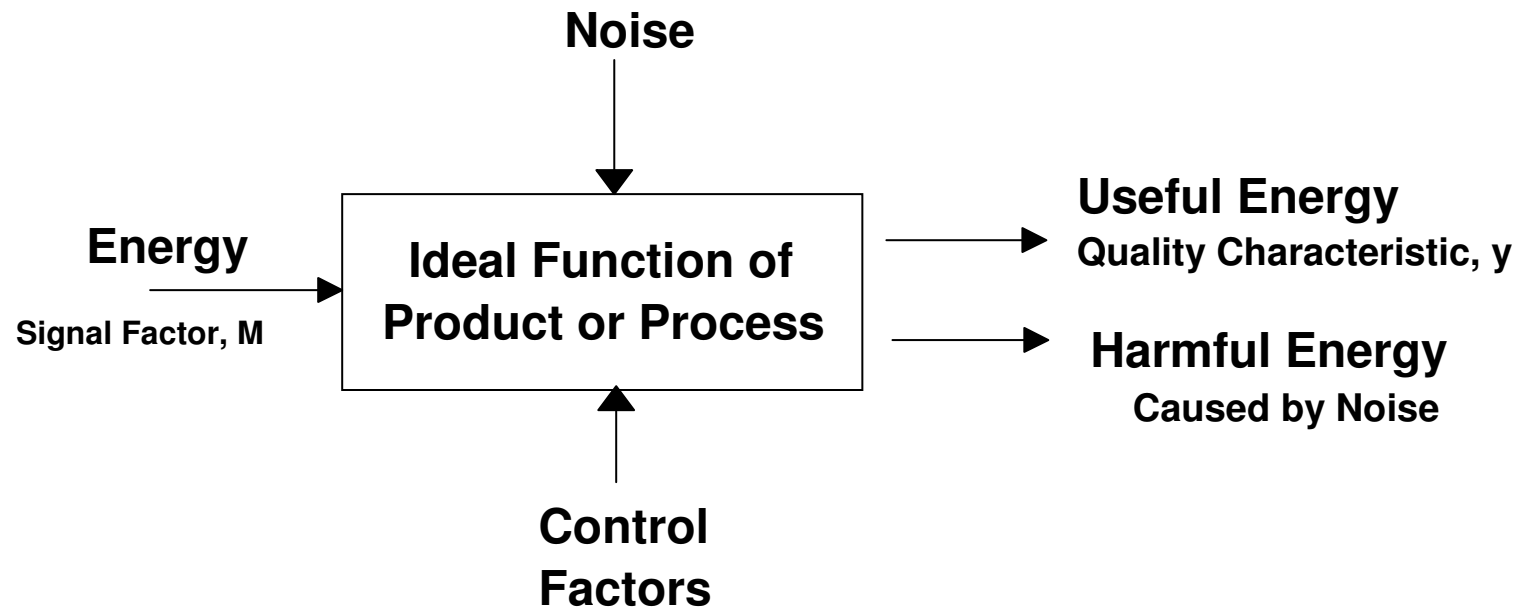 Noise
Energy
Signal Factor, M
Ideal Function of
Product or Process
Useful Energy
Quality Characteristic, y
Harmful Energy
Caused by Noise
Control
Factors